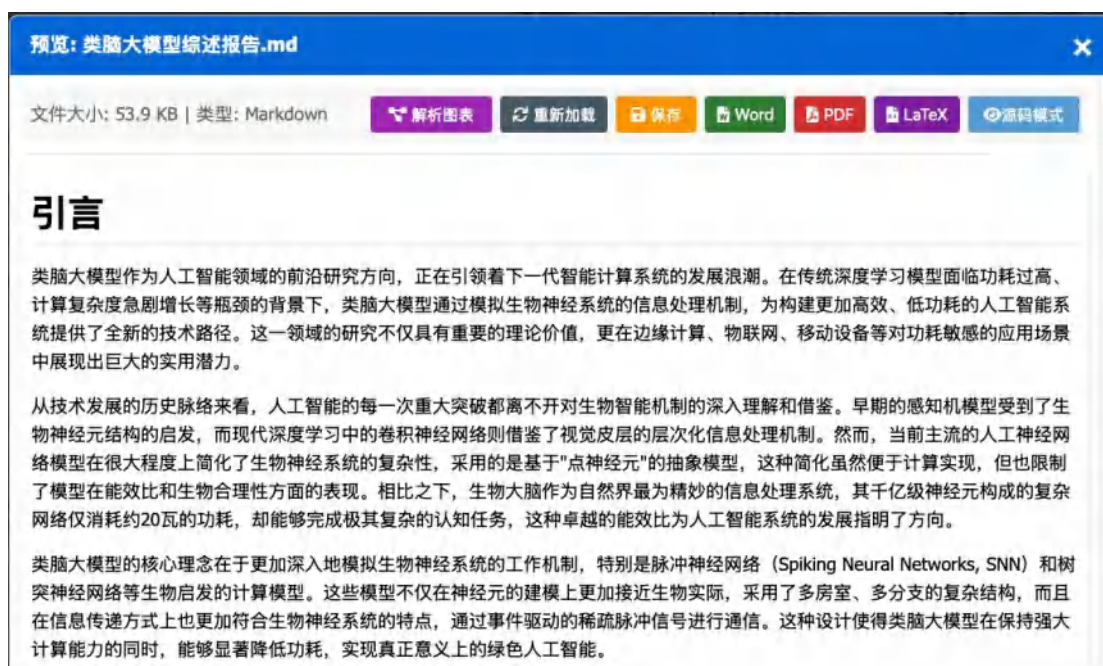 预览: 类脑大模型综述报告.md
文件大小: 53.9 KB | 类型: Markdown 解析图表 重新加载 保存 Word PDF LaTeX 源码模式
引言
类脑大模型作为人工智能领域的前沿研究方向，正在引领着下一代智能计算系统的发展浪潮。在传统深度学习模型面临功耗过高、
计算复杂度急剧增长等瓶颈的背景下，类脑大模型通过模拟生物神经系统的信息处理机制，为构建更加高效、低功耗的人工智能系
统提供了全新的技术路径。这一领域的研究不仅具有重要的理论价值，更在边缘计算、物联网、移动设备等对功耗敏感的应用场景
中展现出巨大的实用潜力。
从技术发展的历史脉络来看，人工智能的每一次重大突破都离不开对生物智能机制的深入理解和借鉴。早期的感知机模型受到了生
物神经元结构的启发，而现代深度学习中的卷积神经网络则借鉴了视觉皮层的层次化信息处理机制。然而，当前主流的人工神经网
络模型在很大程度上简化了生物神经系统的复杂性，采用的是基于"点神经元"的抽象模型，这种简化虽然便于计算实现，但也限制
了模型在能效比和生物合理性方面的表现。相比之下，生物大脑作为自然界最为精妙的信息处理系统，其千亿级神经元构成的复杂
网络仅消耗约20瓦的功耗，却能够完成极其复杂的认知任务，这种卓越的能效比为人工智能系统的发展指明了方向。
类脑大模型的核心理念在于更加深入地模拟生物神经系统的工作机制，特别是脉冲神经网络（Spiking Neural Networks, SNN）和树
突神经网络等生物启发的计算模型。这些模型不仅在神经元的建模上更加接近生物实际，采用了多房室、多分支的复杂结构，而且
在信息传递方式上也更加符合生物神经系统的特点，通过事件驱动的稀疏脉冲信号进行通信。这种设计使得类脑大模型在保持强大
计算能力的同时，能够显著降低功耗，实现真正意义上的绿色人工智能。